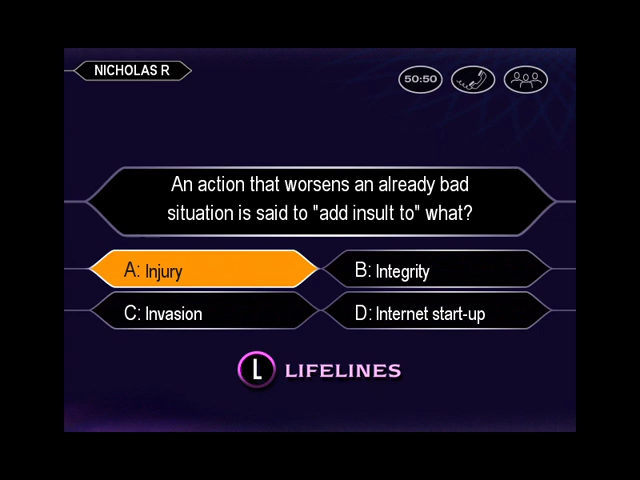 NICHOLAS R
50:50
An action that worsens an already bad
situation is said to "add insult to" what?
A: Injury
B: Integrity
C: Invasion
D: Internet start-up
L LIFELINES